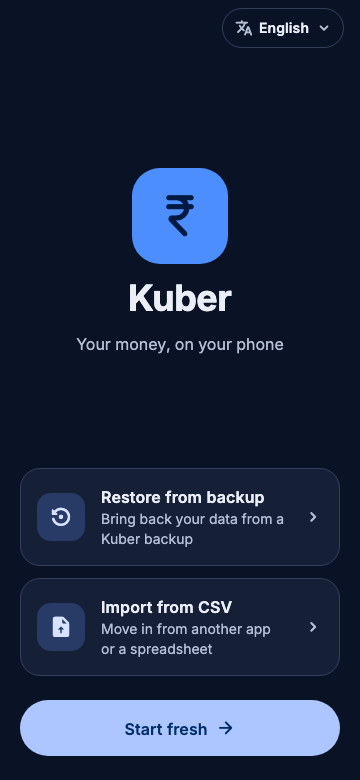 English
₹
Kuber
Your money, on your phone
Restore from backup
Bring back your data from a
Kuber backup
Import from CSV
Move in from another app
or a spreadsheet
Start fresh